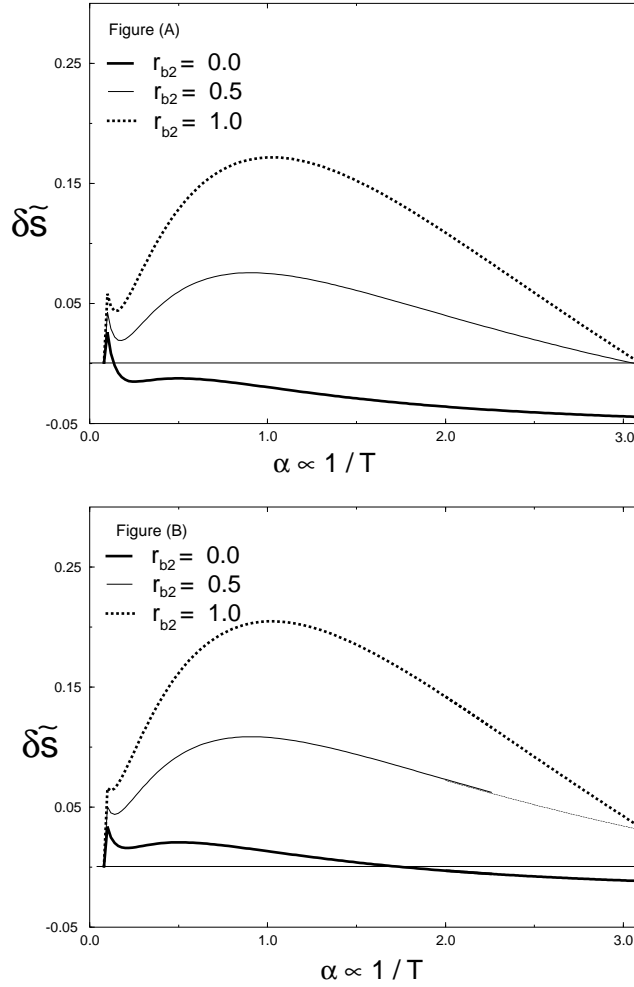 Figure (A)
r_b2 = 0.0
r_b2 = 0.5
r_b2 = 1.0
0.25
0.15
δs̃
0.05
-0.05
0.0 1.0 2.0 3.0
α ∝ 1 / T
Figure (B)
r_b2 = 0.0
r_b2 = 0.5
r_b2 = 1.0
0.25
0.15
δs̃
0.05
-0.05
0.0 1.0 2.0 3.0
α ∝ 1 / T